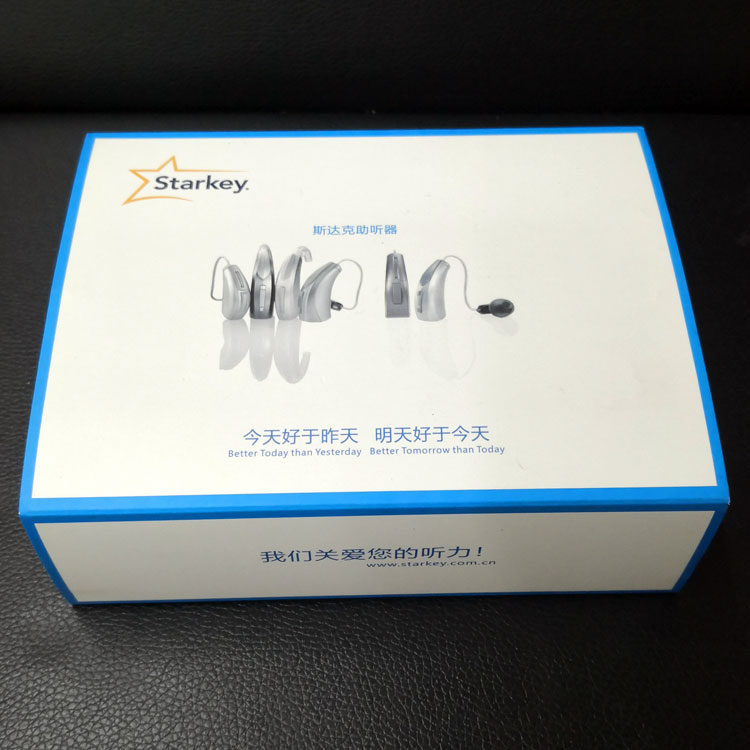 Starkey
斯达克助听器
今天好于昨天 明天好于今天
Better Today than Yesterday Better Tomorrow than Today
我们关爱您的听力！
www.starkey.com.cn